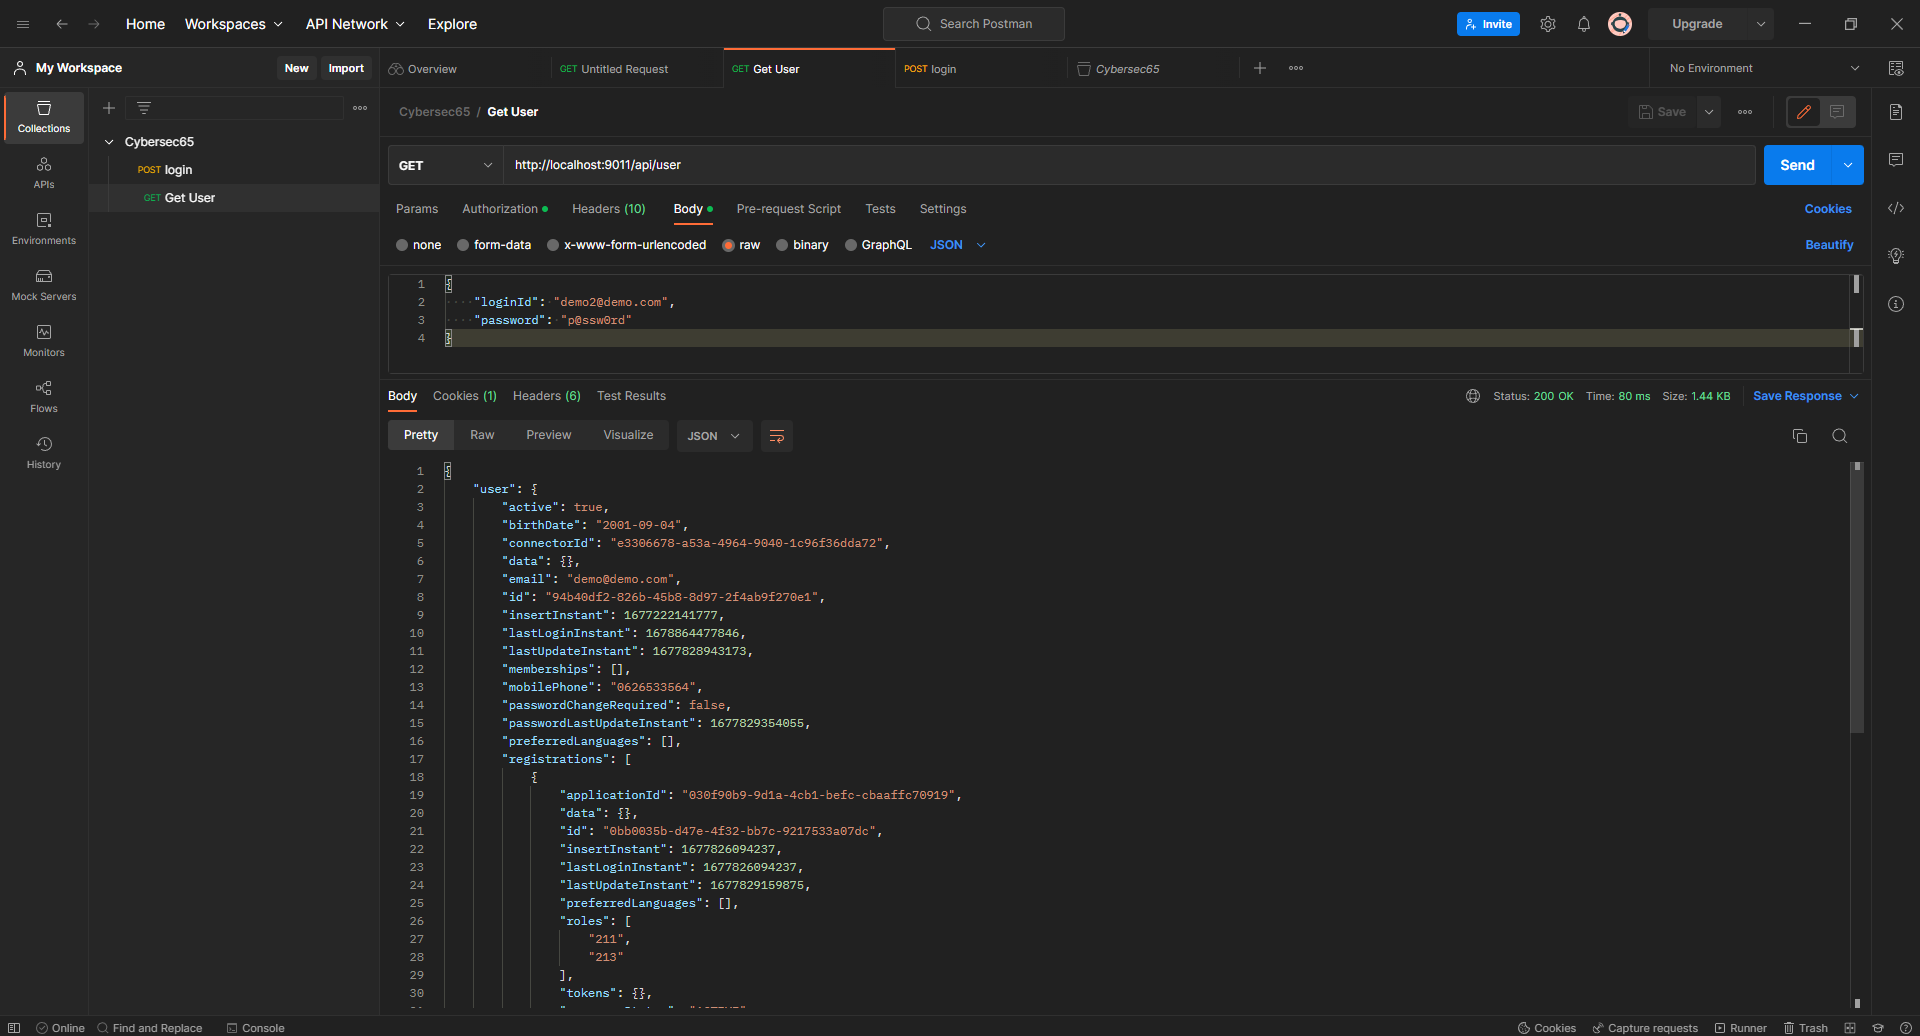 Home Workspaces API Network Explore Search Postman Invite Upgrade
My Workspace New Import Overview GET Untitled Request GET Get User POST login Cybersec65 No Environment
Collections
APIs
Environments
Mock Servers
Monitors
Flows
History
Cybersec65
POST login
GET Get User
Cybersec65 / Get User Save
GET http://localhost:9011/api/user Send
Params Authorization Headers (10) Body Pre-request Script Tests Settings Cookies
none form-data x-www-form-urlencoded raw binary GraphQL JSON Beautify
1 {
2 "loginId": "demo2@demo.com",
3 "password": "p@ssw0rd"
4 }
Body Cookies (1) Headers (6) Test Results Status: 200 OK Time: 80 ms Size: 1.44 KB Save Response
Pretty Raw Preview Visualize JSON
1 {
2 "user": {
3 "active": true,
4 "birthDate": "2001-09-04",
5 "connectorId": "e3306678-a53a-4964-9040-1c96f36dda72",
6 "data": {},
7 "email": "demo@demo.com",
8 "id": "94b40df2-826b-45b8-8d97-2f4ab9f270e1",
9 "insertInstant": 1677222141777,
10 "lastLoginInstant": 1678864477846,
11 "lastUpdateInstant": 1677828943173,
12 "memberships": [],
13 "mobilePhone": "0626533564",
14 "passwordChangeRequired": false,
15 "passwordLastUpdateInstant": 1677829354055,
16 "preferredLanguages": [],
17 "registrations": [
18 {
19 "applicationId": "030f90b9-9d1a-4cb1-befc-cbaaffc70919",
20 "data": {},
21 "id": "0bb0035b-d47e-4f32-bb7c-9217533a07dc",
22 "insertInstant": 1677826094237,
23 "lastLoginInstant": 1677826094237,
24 "lastUpdateInstant": 1677829159875,
25 "preferredLanguages": [],
26 "roles": [
27 "211",
28 "213"
29 ],
30 "tokens": {},
Online Find and Replace Console Cookies Capture requests Runner Trash